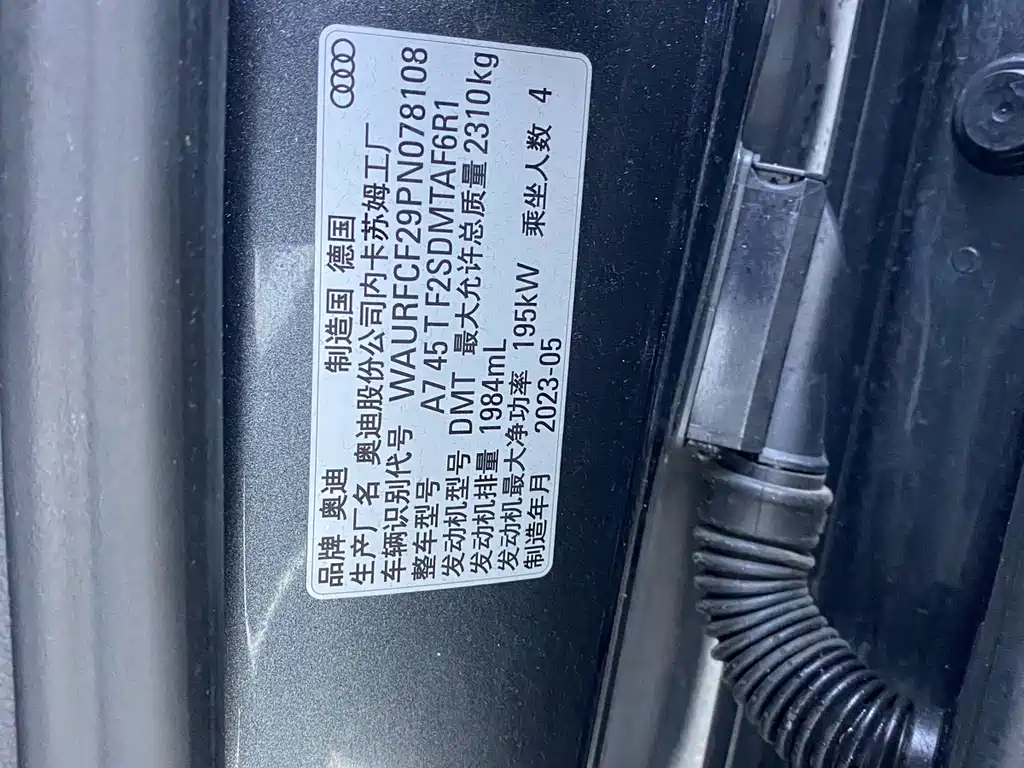 品牌 奥迪 制造国 德国
生产厂名 奥迪股份公司内卡苏姆工厂
车辆识别代号 WAURFCF29PN078108
整车型号 A7 45 T F2SDMTAF6R1
发动机型号 DMT 最大允许总质量 2310kg
发动机排量 1984mL
发动机最大净功率 195kW 乘坐人数 4
制造年月 2023-05